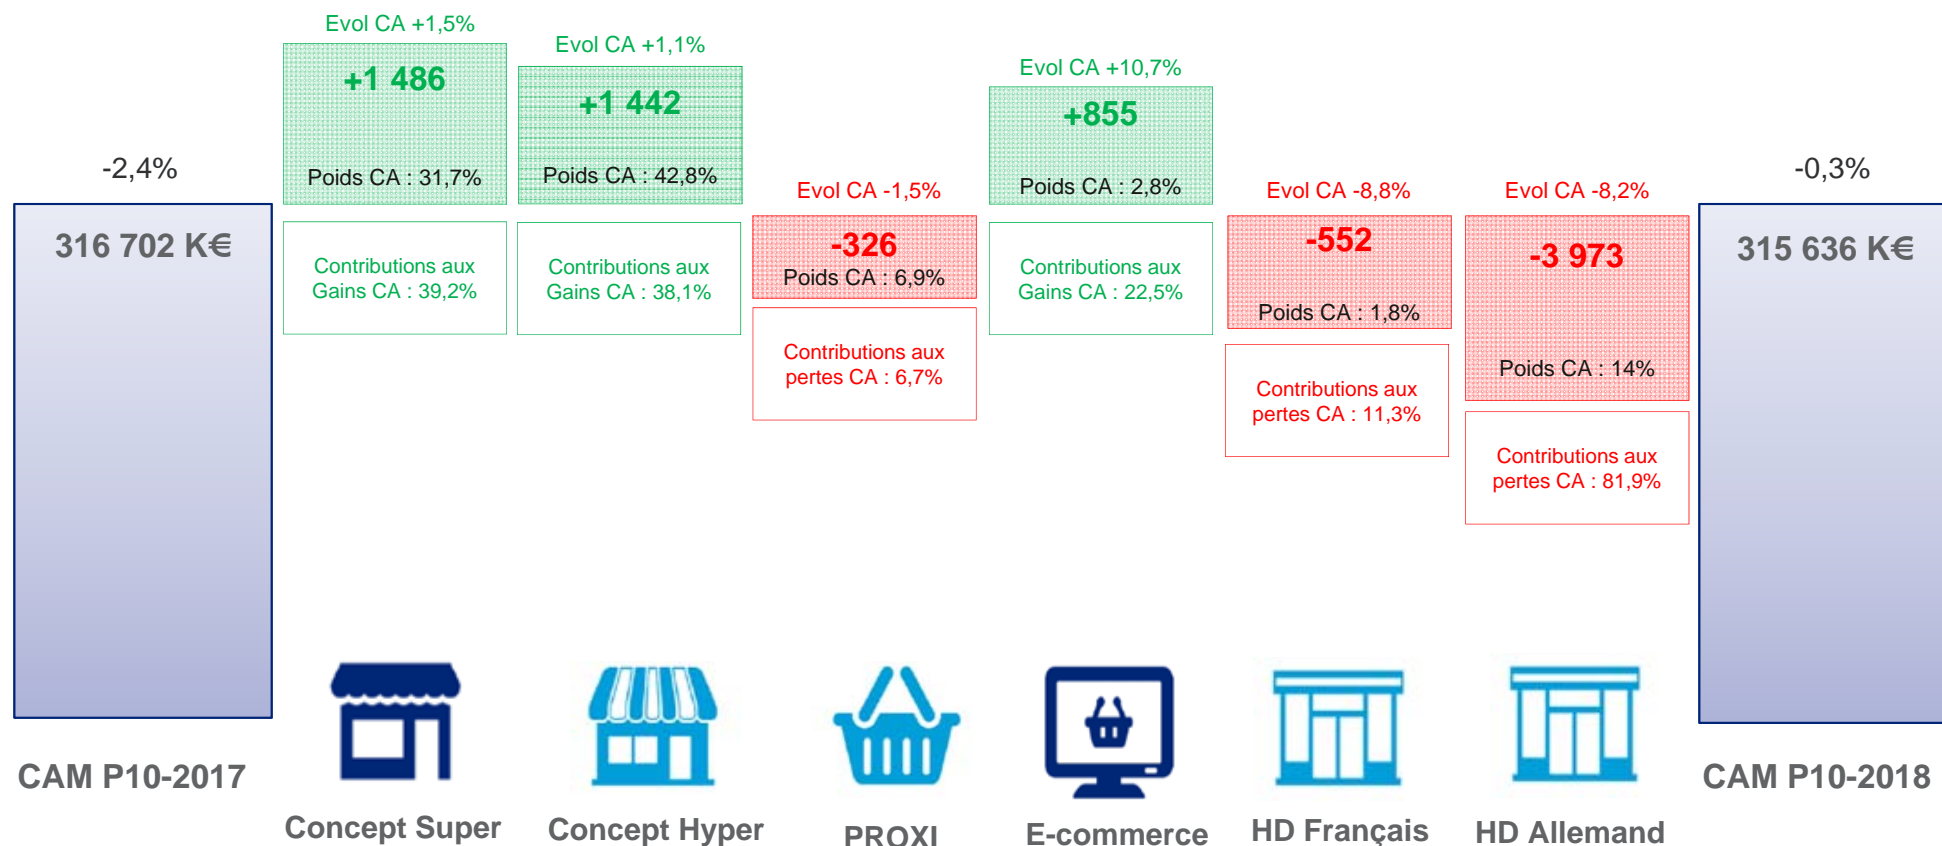 -2,4%
316 702 K€
CAM P10-2017
Evol CA +1,5%
+1 486
Poids CA : 31,7%
Contributions aux
Gains CA : 39,2%
Concept Super
Evol CA +1,1%
+1 442
Poids CA : 42,8%
Contributions aux
Gains CA : 38,1%
Concept Hyper
Evol CA -1,5%
-326
Poids CA : 6,9%
Contributions aux
pertes CA : 6,7%
PROXI
Evol CA +10,7%
+855
Poids CA : 2,8%
Contributions aux
Gains CA : 22,5%
E-commerce
Evol CA -8,8%
-552
Poids CA : 1,8%
Contributions aux
pertes CA : 11,3%
HD Français
Evol CA -8,2%
-3 973
Poids CA : 14%
Contributions aux
pertes CA : 81,9%
HD Allemand
-0,3%
315 636 K€
CAM P10-2018